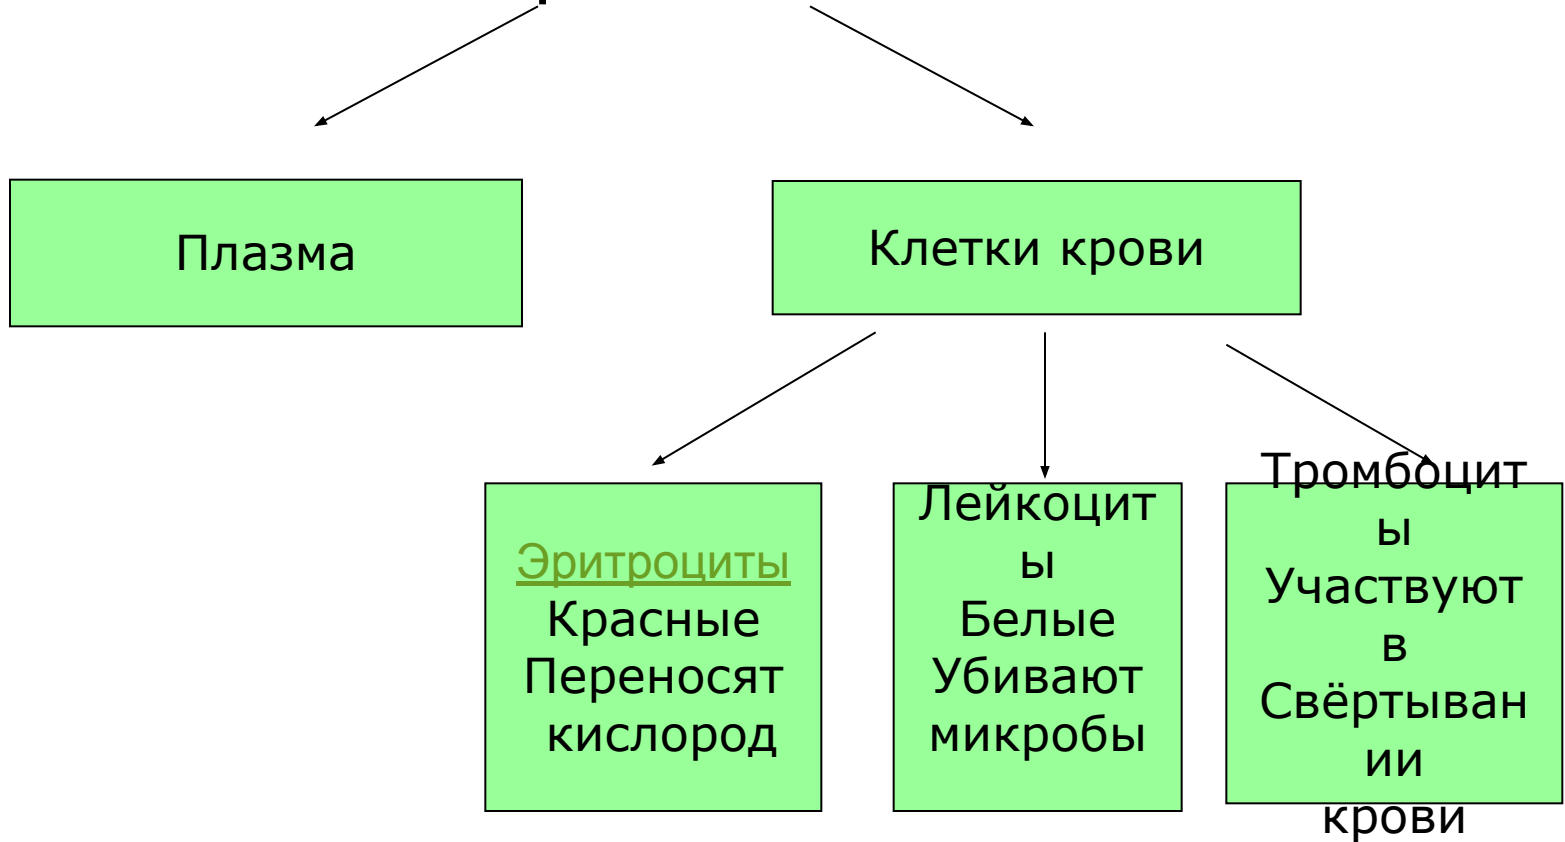 Плазма
Клетки крови
Эритроциты
Красные
Переносят
кислород
Лейкоцит
ы
Белые
Убивают
микробы
Тромбоцит
ы
Участвуют
в
Свёртыван
ии
крови